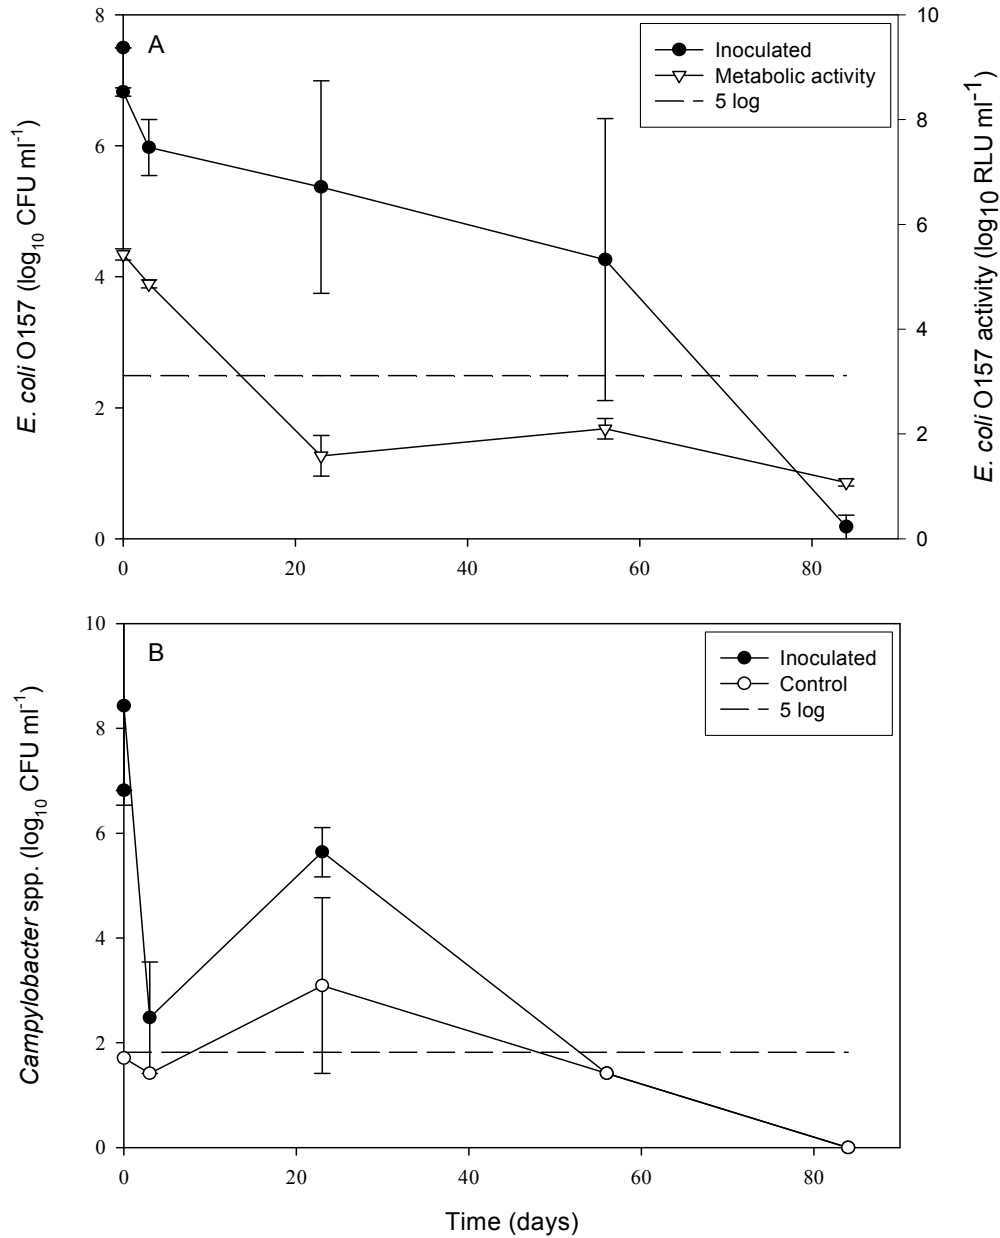 A
Inoculated
Metabolic activity
5 log
E. coli O157 (log10 CFU ml-1)
8
6
4
2
0
E. coli O157 activity (log10 RLU ml-1)
10
8
6
4
2
0
0 20 40 60 80
B
Inoculated
Control
5 log
Campylobacter spp. (log10 CFU ml-1)
10
8
6
4
2
0
0 20 40 60 80
Time (days)